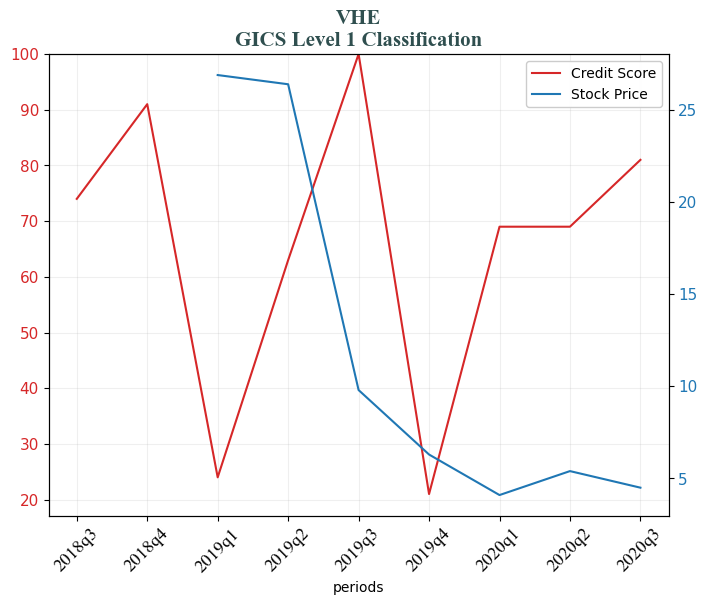 VHE
GICS Level 1 Classification
Credit Score
Stock Price
100
90
80
70
60
50
40
30
20
25
20
15
10
5
2018q3
2018q4
2019q1
2019q2
2019q3
2019q4
2020q1
2020q2
2020q3
periods